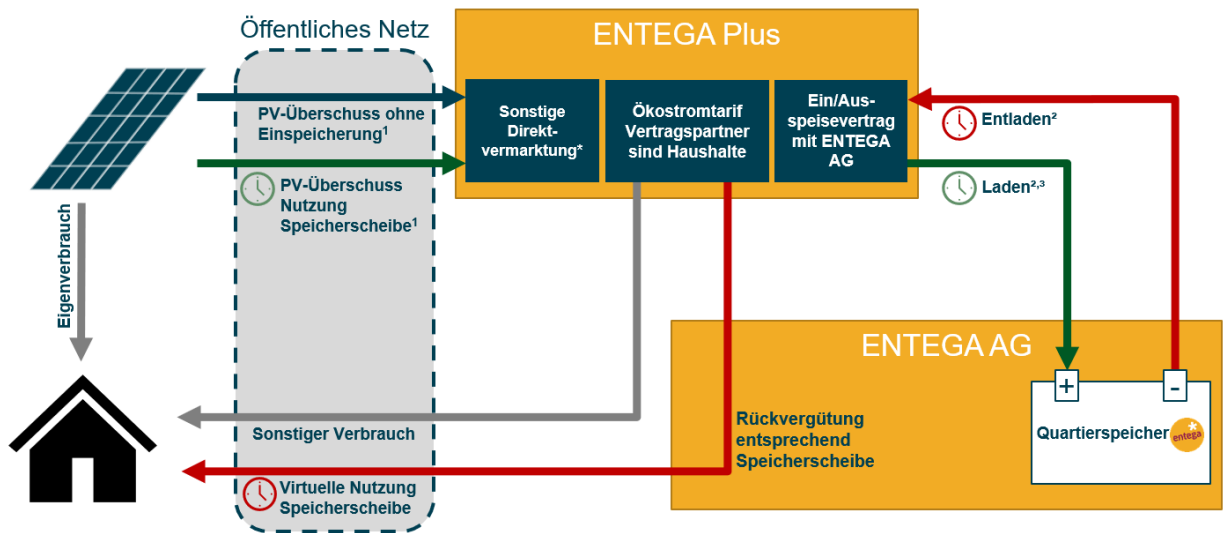 Öffentliches Netz
ENTEGA Plus
PV-Überschuss ohne
Einspeicherung¹
PV-Überschuss
Nutzung
Speicherscheibe¹
Sonstige
Direkt-
vermarktung*
Ökostromtarif
Vertragspartner
sind Haushalte
Ein/Aus-
speisevertrag
mit ENTEGA
AG
Entladen²
Laden²,³
Eigenverbrauch
ENTEGA AG
+
-
Quartierspeicher
entega
Rückvergütung
entsprechend
Speicherscheibe
Sonstiger Verbrauch
Virtuelle Nutzung
Speicherscheibe